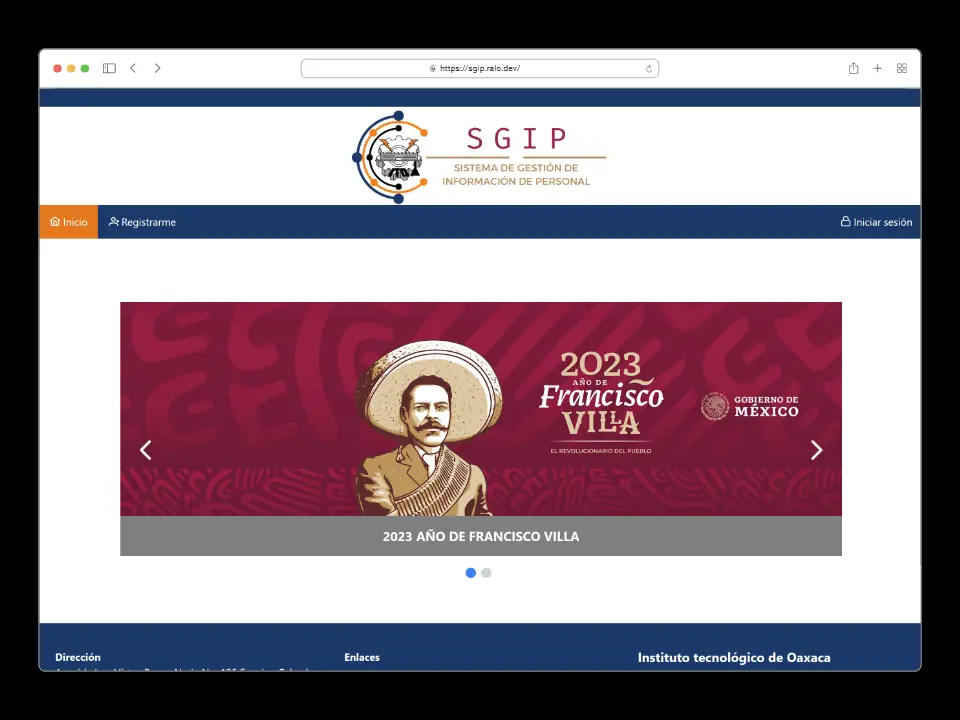 https://sgip.ralo.dev/
SGIP
SISTEMA DE GESTIÓN DE
INFORMACIÓN DE PERSONAL
Inicio
Registrarme
Iniciar sesión
2023
AÑO DE
Francisco
VILLA
EL REVOLUCIONARIO DEL PUEBLO
GOBIERNO DE
MÉXICO
2023 AÑO DE FRANCISCO VILLA
Dirección
Enlaces
Instituto tecnológico de Oaxaca